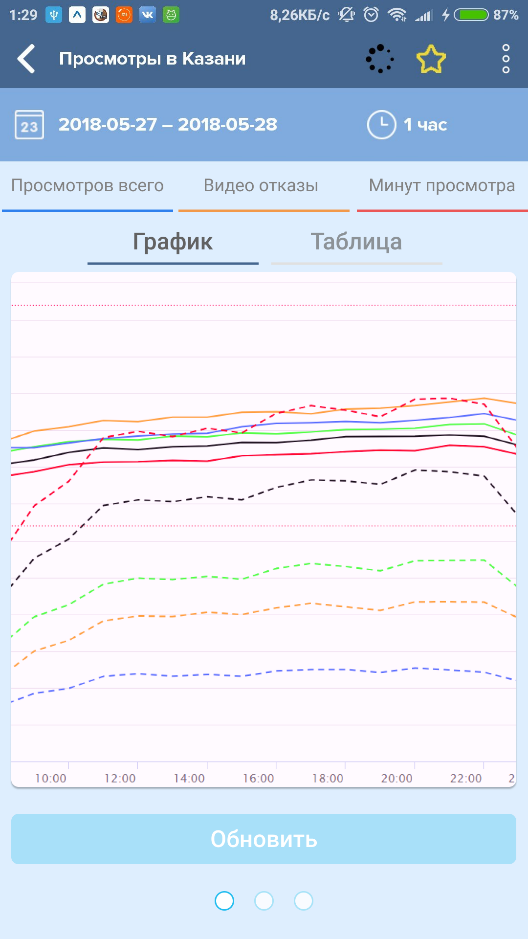 1:29 8,26КБ/с 87%
Просмотры в Казани
23 2018-05-27 – 2018-05-28 1 час
Просмотров всего Видео отказы Минут просмотра
График Таблица
10:00 12:00 14:00 16:00 18:00 20:00 22:00 2
Обновить